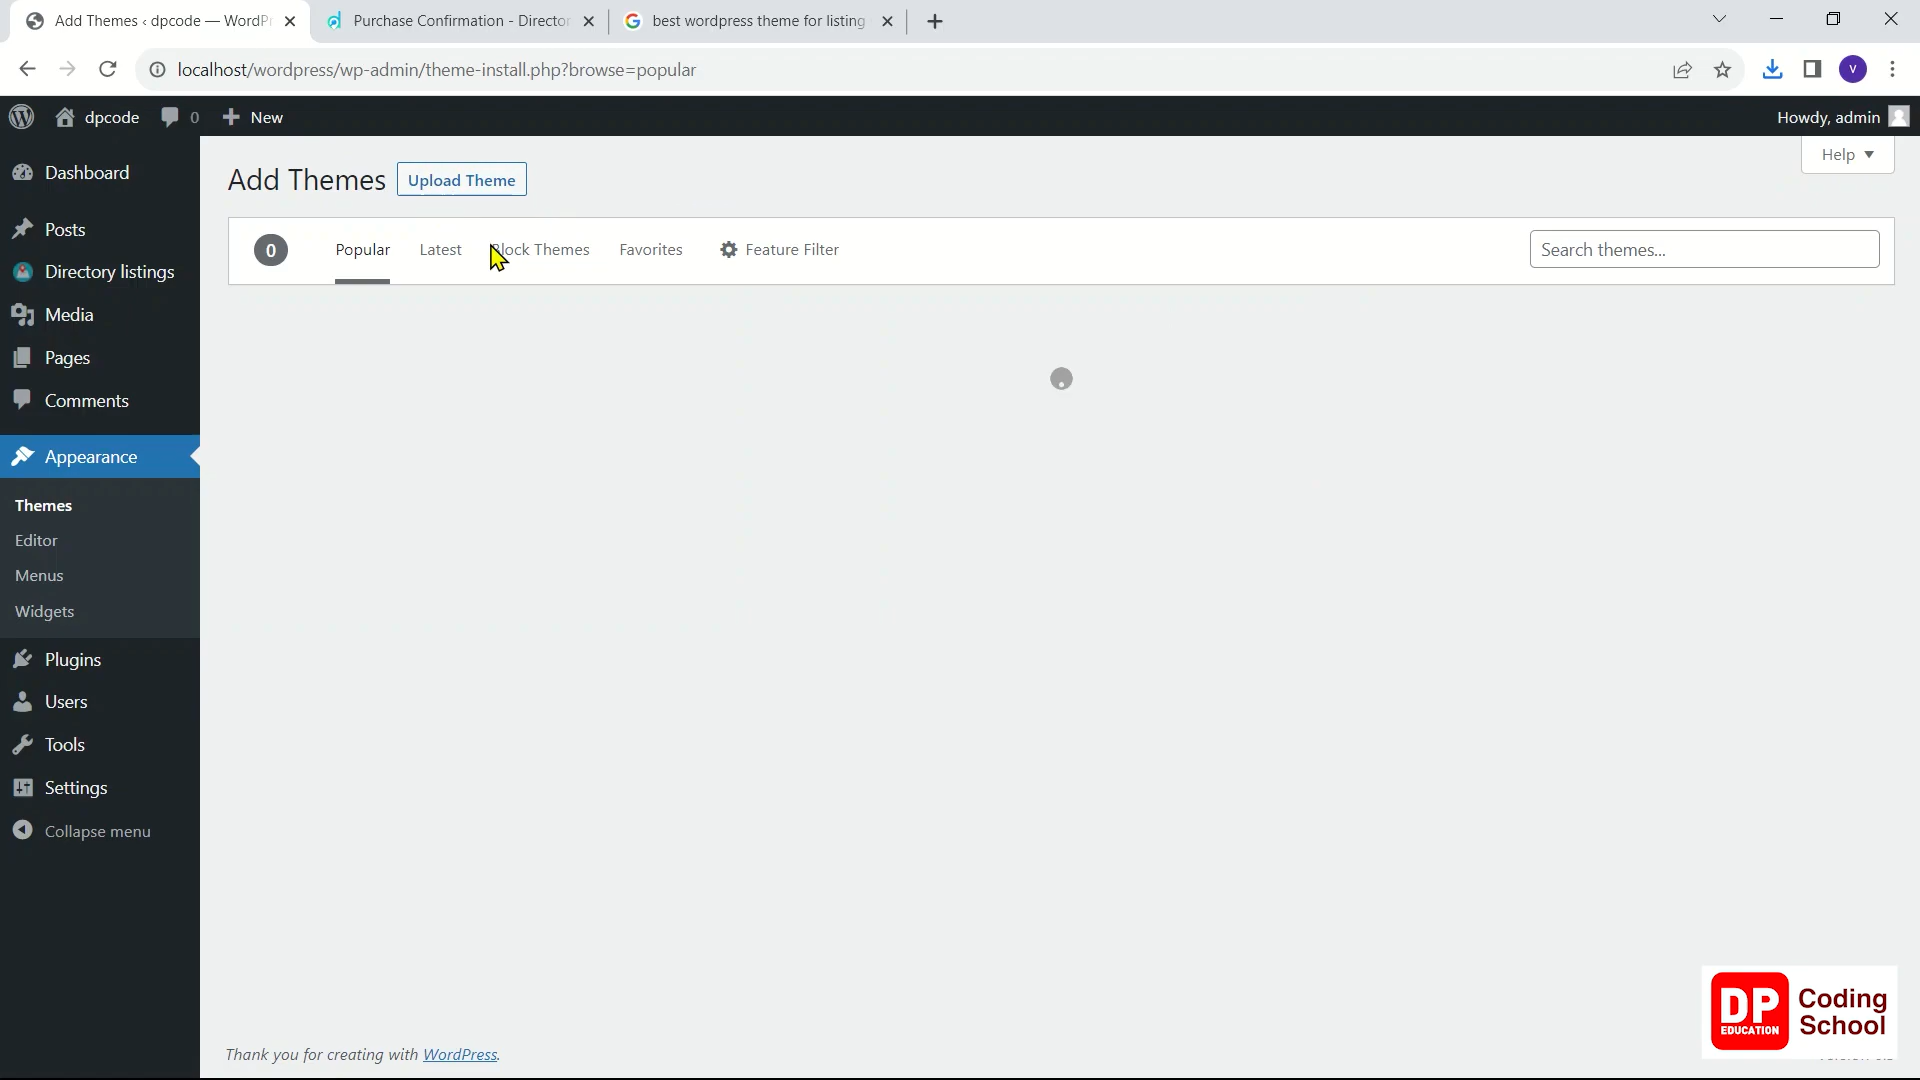 Add Themes ‹ dpcode — WordPr
Purchase Confirmation - Director
best wordpress theme for listing
localhost/wordpress/wp-admin/theme-install.php?browse=popular
V
dpcode
0
New
Howdy, admin
Help
Dashboard
Posts
Directory listings
Media
Pages
Comments
Appearance
Themes
Editor
Menus
Widgets
Plugins
Users
Tools
Settings
Collapse menu
Add Themes
Upload Theme
0
Popular
Latest
Block Themes
Favorites
Feature Filter
Search themes...
Thank you for creating with WordPress.
DP
EDUCATION
Coding
School